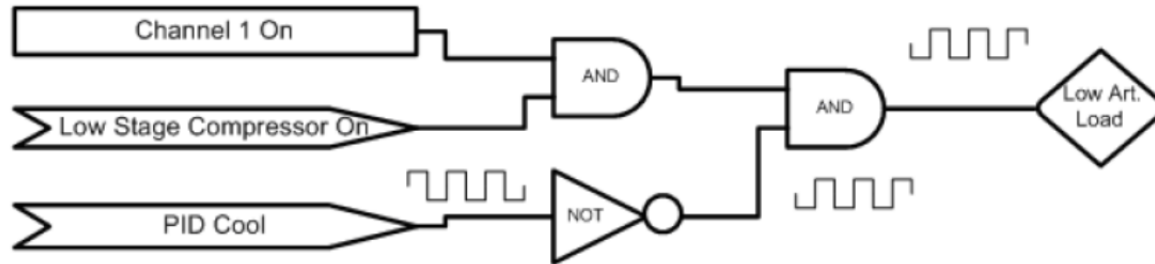 Channel 1 On
AND
AND
Low Art.
Load
Low Stage Compressor On
NOT
PID Cool